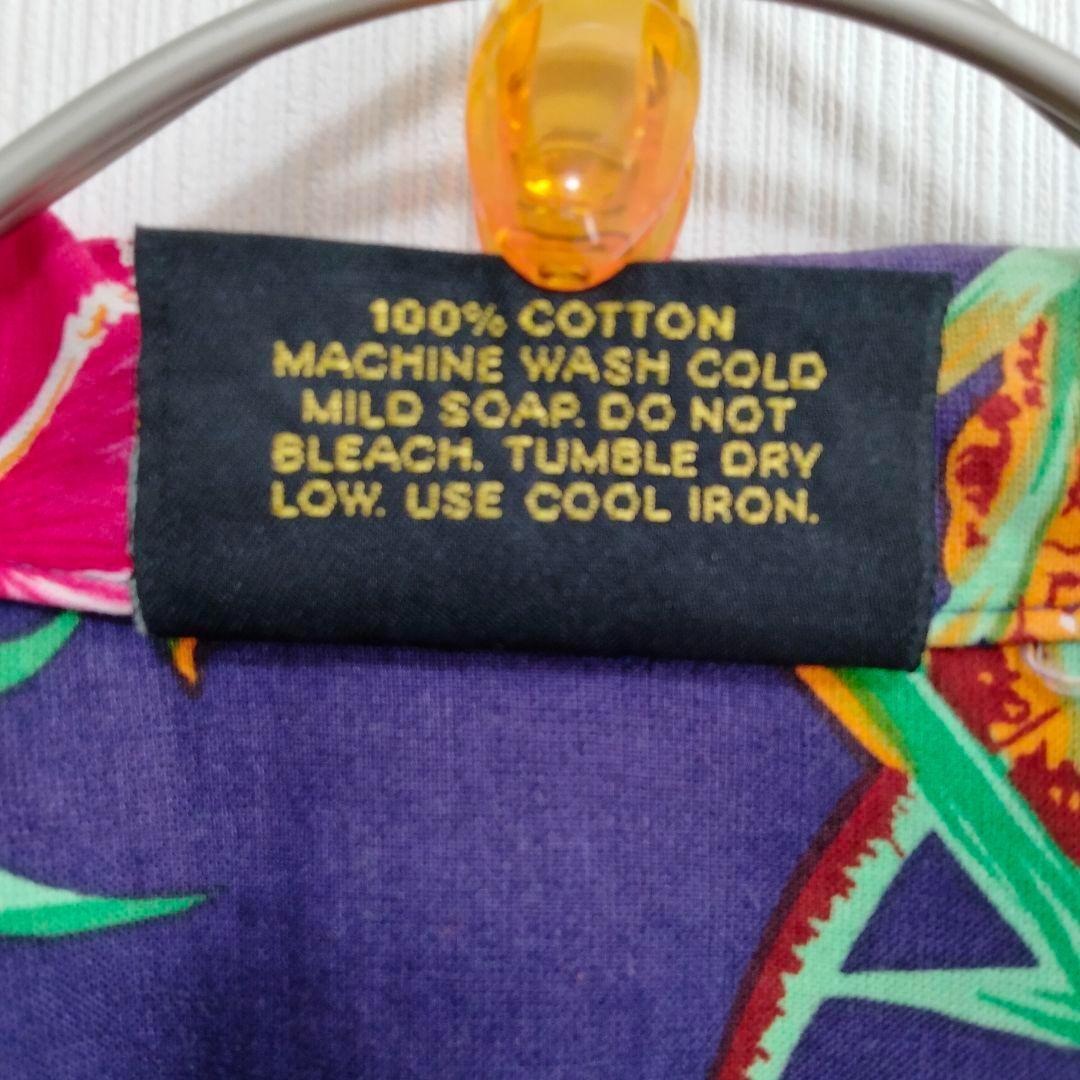 100% COTTON
MACHINE WASH COLD
MILD SOAP. DO NOT
BLEACH. TUMBLE DRY
LOW. USE COOL IRON.